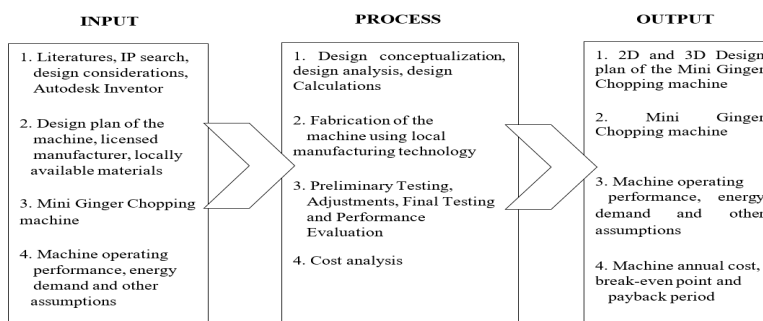 INPUT
1. Literatures, IP search,
design considerations,
Autodesk Inventor
2. Design plan of the
machine, licensed
manufacturer, locally
available materials
3. Mini Ginger Chopping
machine
4. Machine operating
performance, energy
demand and other
assumptions
PROCESS
1. Design conceptualization,
design analysis, design
Calculations
2. Fabrication of the
machine using local
manufacturing technology
3. Preliminary Testing,
Adjustments, Final Testing
and Performance
Evaluation
4. Cost analysis
OUTPUT
1. 2D and 3D Design
plan of the Mini Ginger
Chopping machine
2. Mini Ginger
Chopping machine
3. Machine operating
performance, energy
demand and other
assumptions
4. Machine annual cost,
break-even point and
payback period